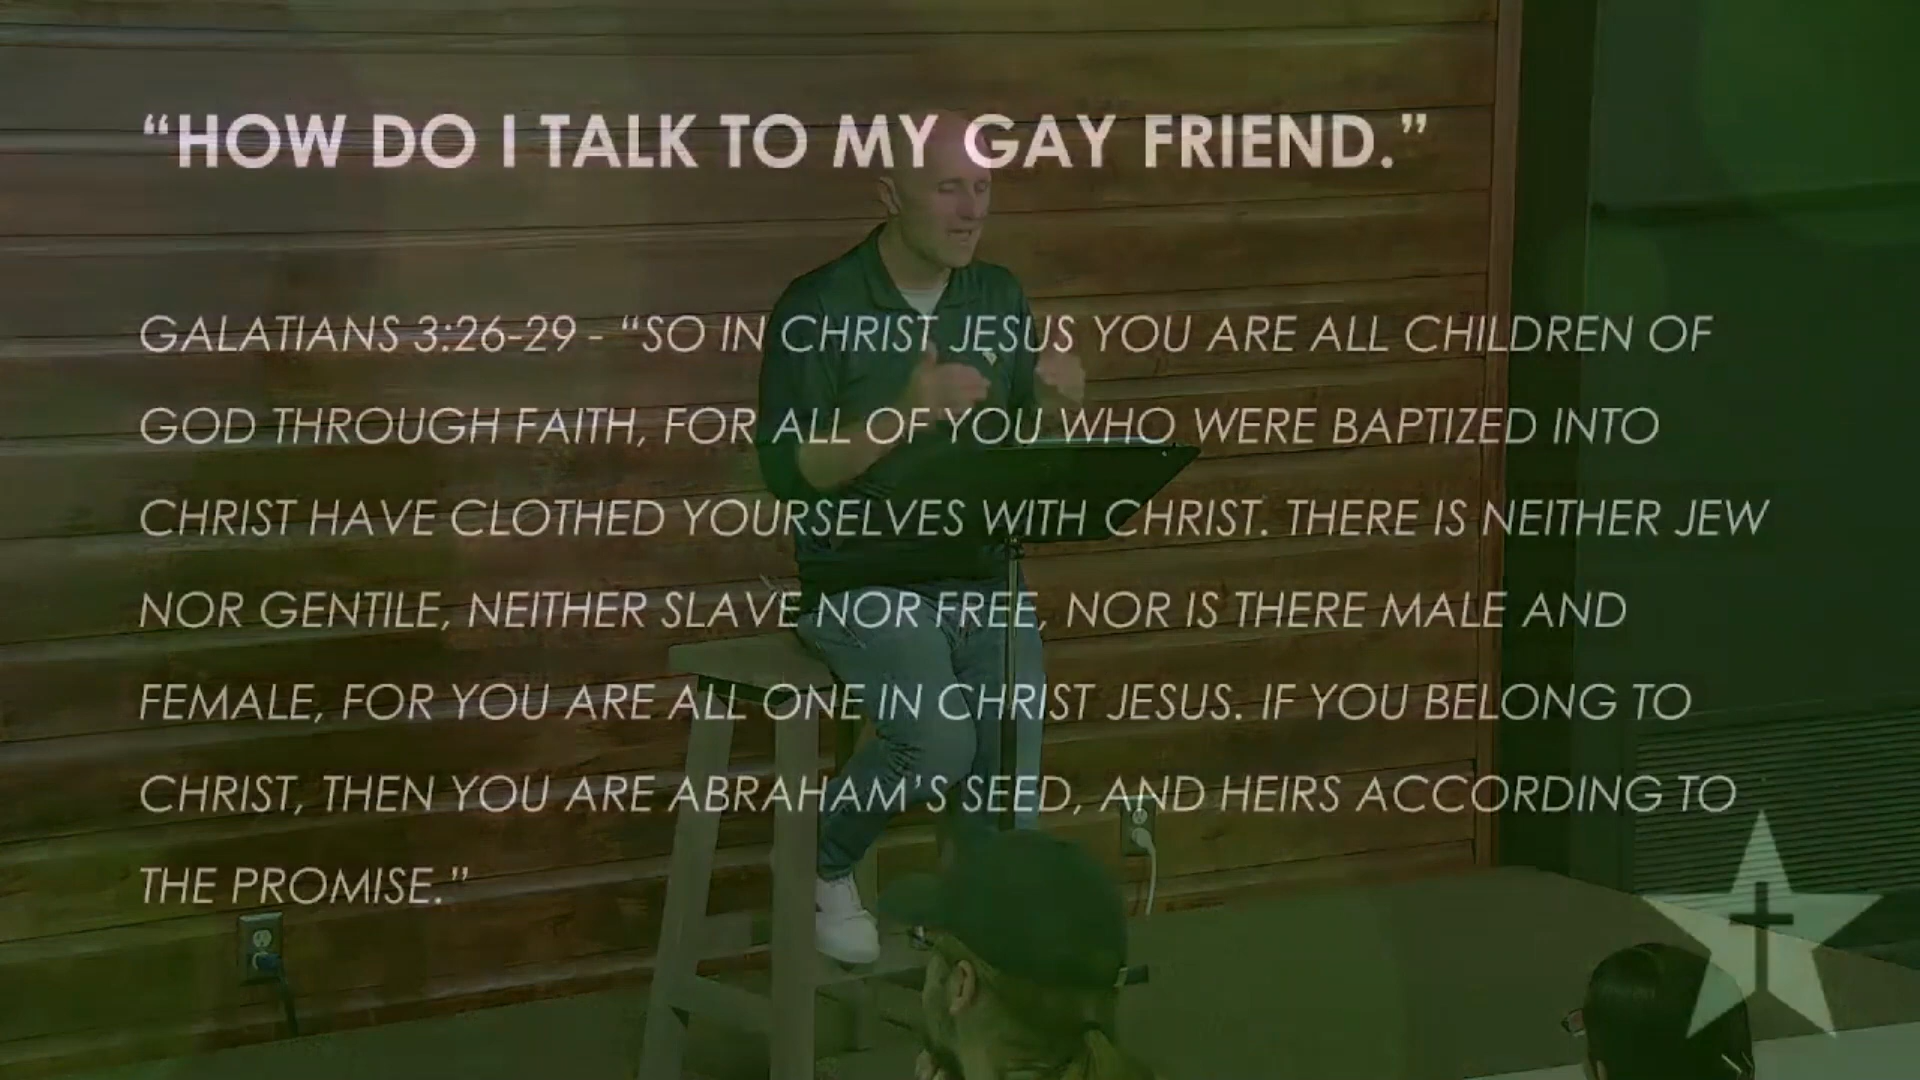 “HOW DO I TALK TO MY GAY FRIEND.”
GALATIANS 3:26-29 - “SO IN CHRIST JESUS YOU ARE ALL CHILDREN OF
GOD THROUGH FAITH, FOR ALL OF YOU WHO WERE BAPTIZED INTO
CHRIST HAVE CLOTHED YOURSELVES WITH CHRIST. THERE IS NEITHER JEW
NOR GENTILE, NEITHER SLAVE NOR FREE, NOR IS THERE MALE AND
FEMALE, FOR YOU ARE ALL ONE IN CHRIST JESUS. IF YOU BELONG TO
CHRIST, THEN YOU ARE ABRAHAM’S SEED, AND HEIRS ACCORDING TO
THE PROMISE.”